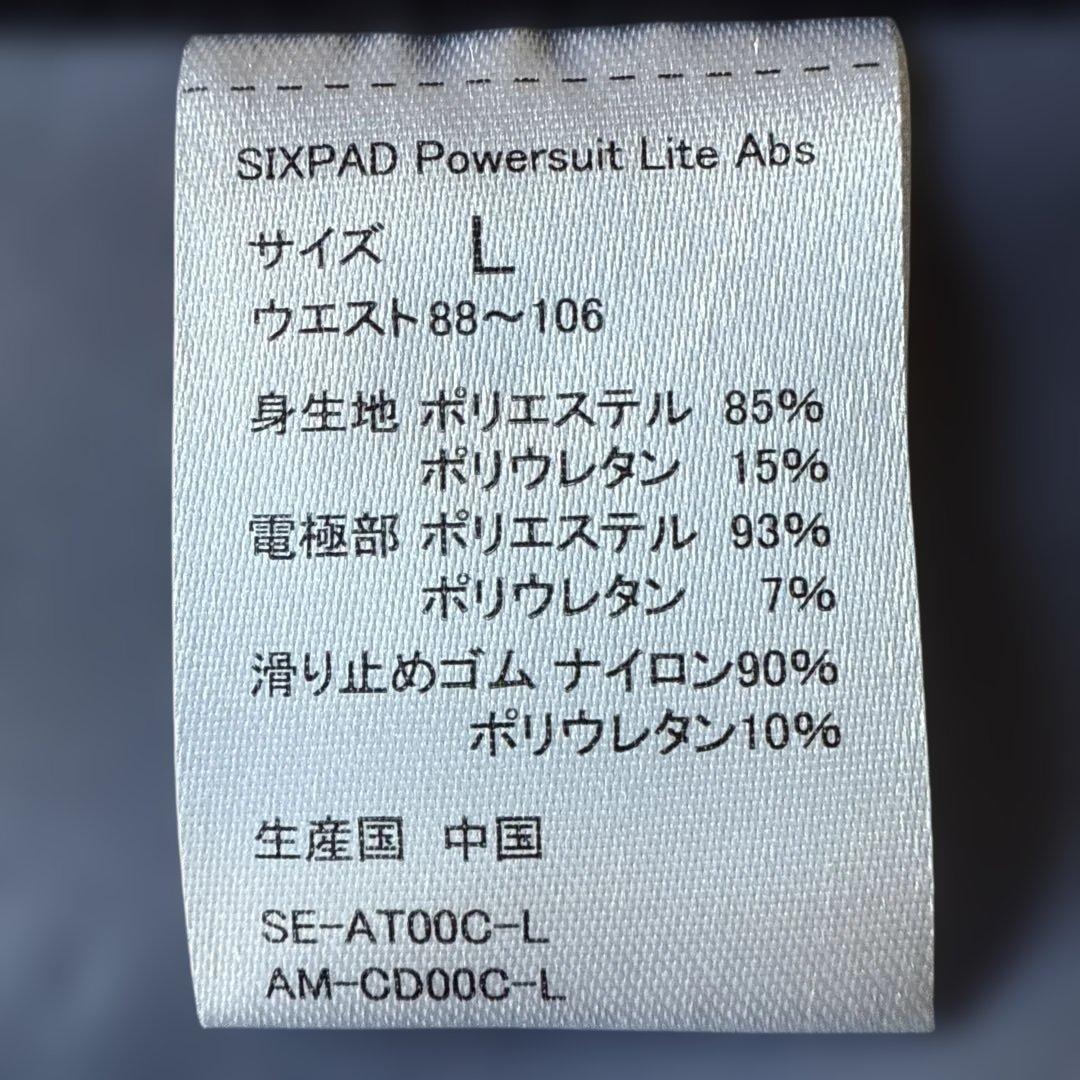 SIXPAD Powersuit Lite Abs
サイズ L
ウエスト88～106
身生地 ポリエステル 85%
ポリウレタン 15%
電極部 ポリエステル 93%
ポリウレタン 7%
滑り止めゴム ナイロン90%
ポリウレタン10%
生産国 中国
SE-AT00C-L
AM-CD00C-L